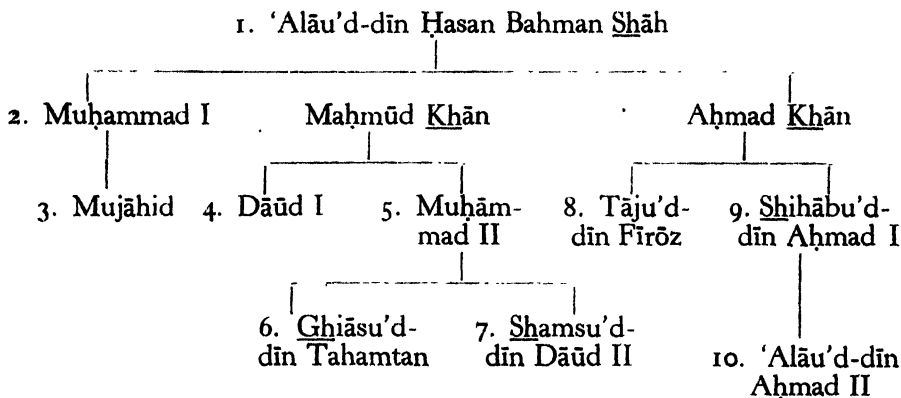 1. ‘Alāu’d-dīn Ḥasan Bahman Shāh
2. Muḥammad I Maḥmūd Khān Aḥmad Khān
3. Mujāhid 4. Dāūd I 5. Muḥām-
mad II 8. Tāju’d-
dīn Fīrōz 9. Shihābu’d-
dīn Aḥmad I
6. Ghiāsu’d-
dīn Tahamtan 7. Shamsu’d-
dīn Dāūd II
10. ‘Alāu’d-dīn
Aḥmad II